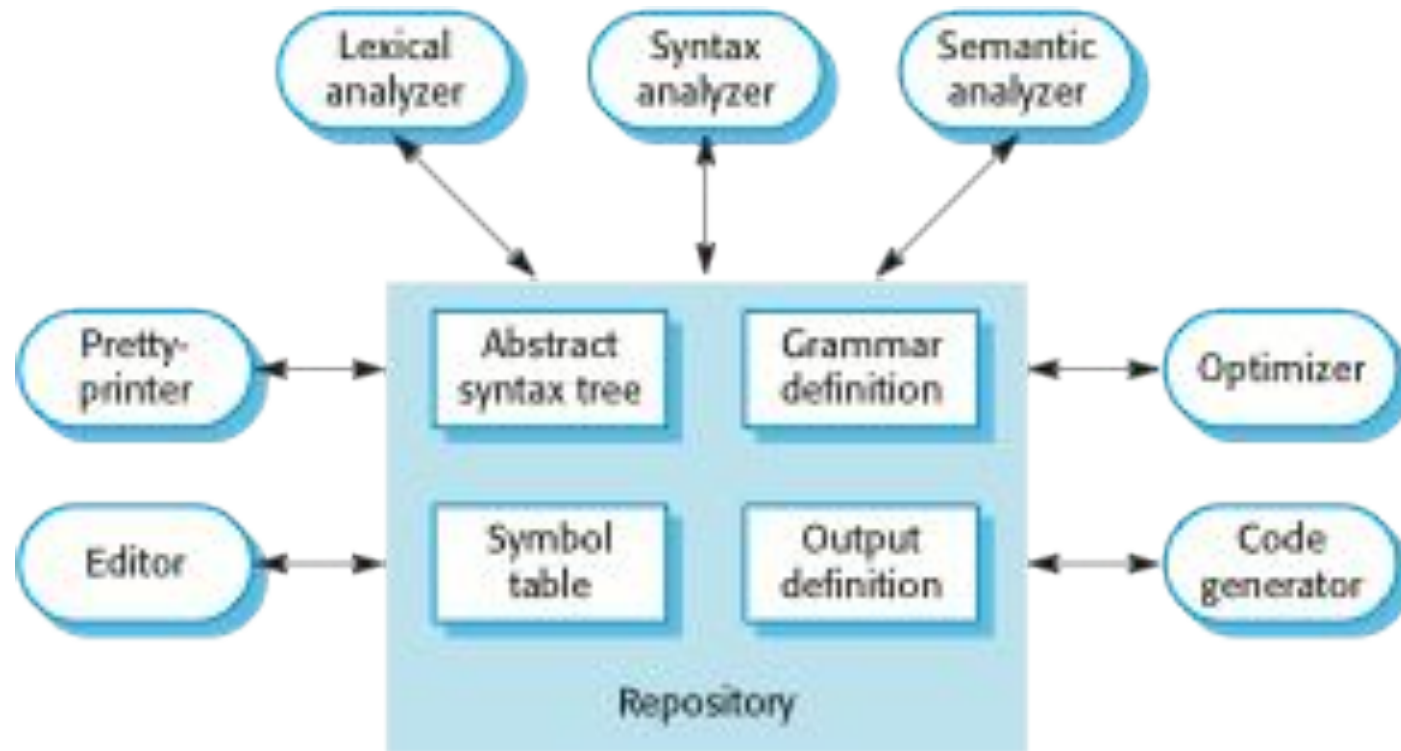 Lexical
analyzer
Syntax
analyzer
Semantic
analyzer
Pretty-
printer
Abstract
syntax tree
Grammar
definition
Optimizer
Editor
Symbol
table
Output
definition
Code
generator
Repository